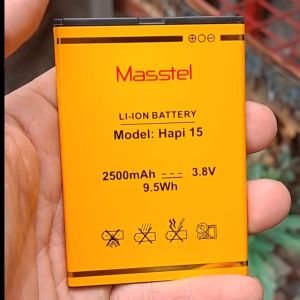 Masstel
LI-ION BATTERY
Model: Hapi 15
2500mAh --- 3.8V
9.5Wh